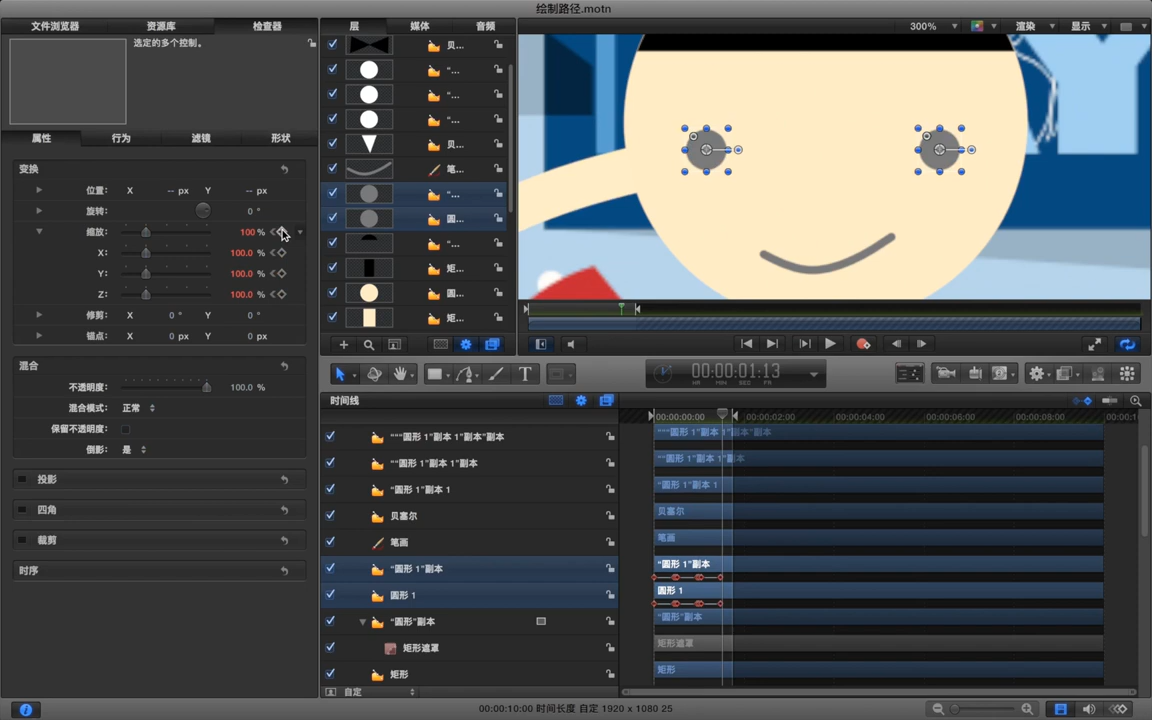 绘制路径.motn
文件浏览器 资源库 检查器
层 媒体 音频
300% 渲染 显示
选定的多个控制。
属性 行为 滤镜 形状
变换
位置: X -- px Y -- px
旋转: 0 °
缩放: 100 %
X: 100.0 %
Y: 100.0 %
Z: 100.0 %
修剪: X 0 ° Y 0 °
锚点: X 0 px Y 0 px
混合
不透明度: 100.0 %
混合模式: 正常
保留不透明度:
倒影: 是
投影
四角
裁剪
时序
贝...
“...
“...
“...
贝...
笔...
“...
圆...
“...
矩...
圆...
矩...
T
00:00:01:13
HR MIN SEC FR
时间线
00:00:00:00 00:00:02:00 00:00:04:00 00:00:06:00 00:00:08:00
“““圆形 1”副本 1”副本”副本
““圆形 1”副本 1”副本
“圆形 1”副本 1
贝塞尔
笔画
“圆形 1”副本
圆形 1
“圆形”副本
矩形遮罩
矩形
“““圆形 1”副本 1”副本”副本
““圆形 1”副本 1”副本
“圆形 1”副本 1
贝塞尔
笔画
“圆形 1”副本
圆形 1
“圆形”副本
矩形遮罩
矩形
自定
00:00:10:00 时间长度 自定 1920 x 1080 25